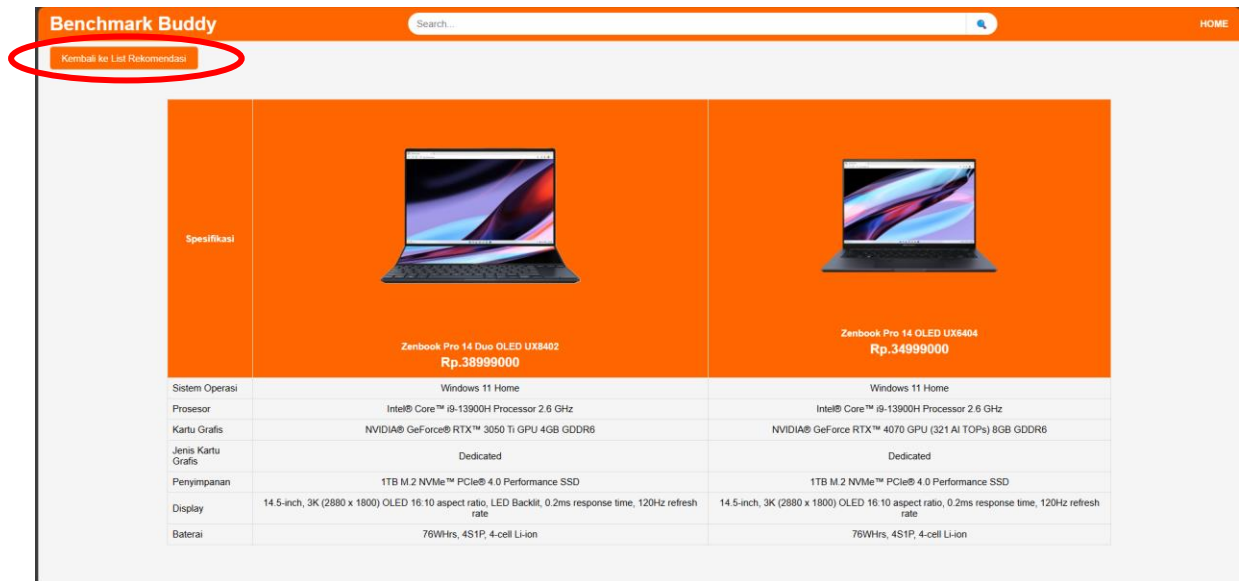 Benchmark Buddy
Search...
HOME
Kembali ke List Rekomendasi
Spesifikasi
Zenbook Pro 14 Duo OLED UX8402
Rp.38999000
Zenbook Pro 14 OLED UX6404
Rp.34999000
Sistem Operasi
Windows 11 Home
Windows 11 Home
Prosesor
Intel® Core™ i9-13900H Processor 2.6 GHz
Intel® Core™ i9-13900H Processor 2.6 GHz
Kartu Grafis
NVIDIA® GeForce® RTX™ 3050 Ti GPU 4GB GDDR6
NVIDIA® GeForce RTX™ 4070 GPU (321 AI TOPs) 8GB GDDR6
Jenis Kartu
Grafis
Dedicated
Dedicated
Penyimpanan
1TB M.2 NVMe™ PCIe® 4.0 Performance SSD
1TB M.2 NVMe™ PCIe® 4.0 Performance SSD
Display
14.5-inch, 3K (2880 x 1800) OLED 16:10 aspect ratio, LED Backlit, 0.2ms response time, 120Hz refresh
rate
14.5-inch, 3K (2880 x 1800) OLED 16:10 aspect ratio, 0.2ms response time, 120Hz refresh
rate
Baterai
76WHrs, 4S1P, 4-cell Li-ion
76WHrs, 4S1P, 4-cell Li-ion